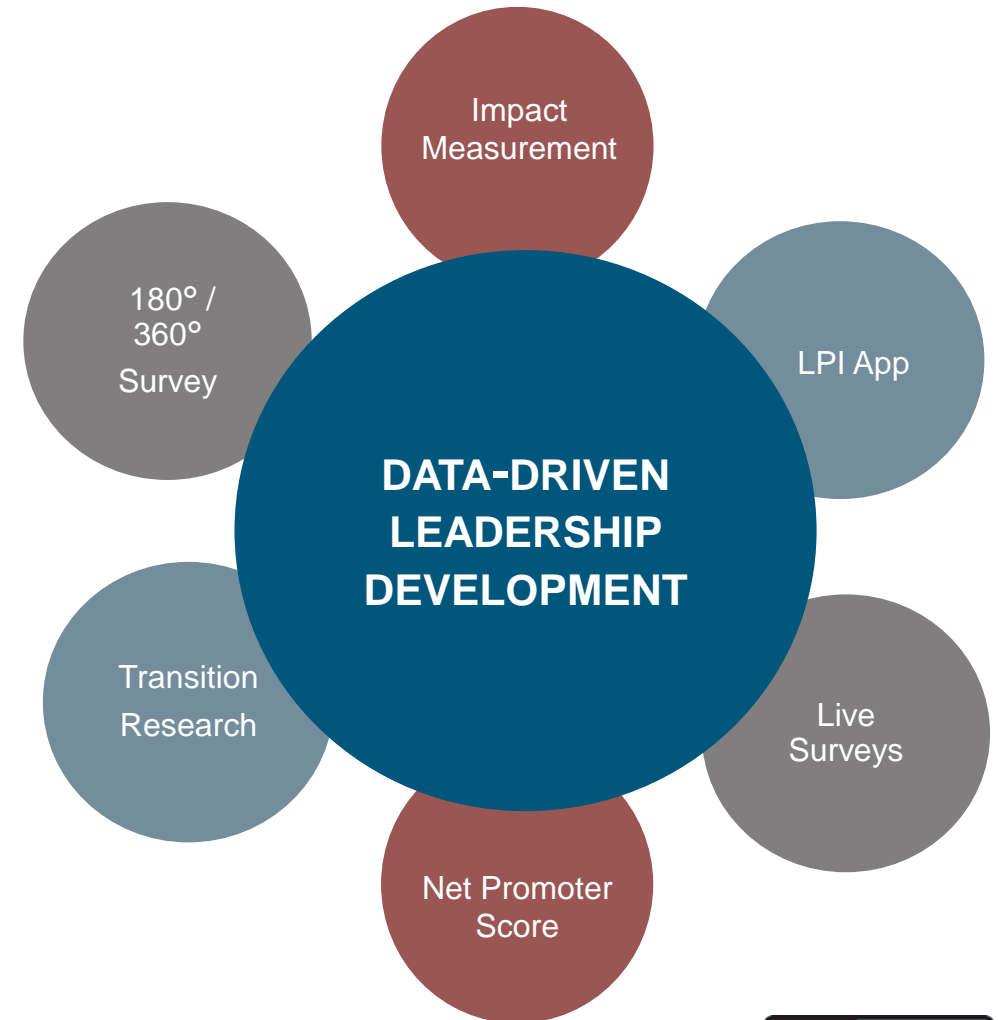 Impact
Measurement
180° /
360°
Survey
LPI App
DATA-DRIVEN
LEADERSHIP
DEVELOPMENT
Transition
Research
Live
Surveys
Net Promoter
Score